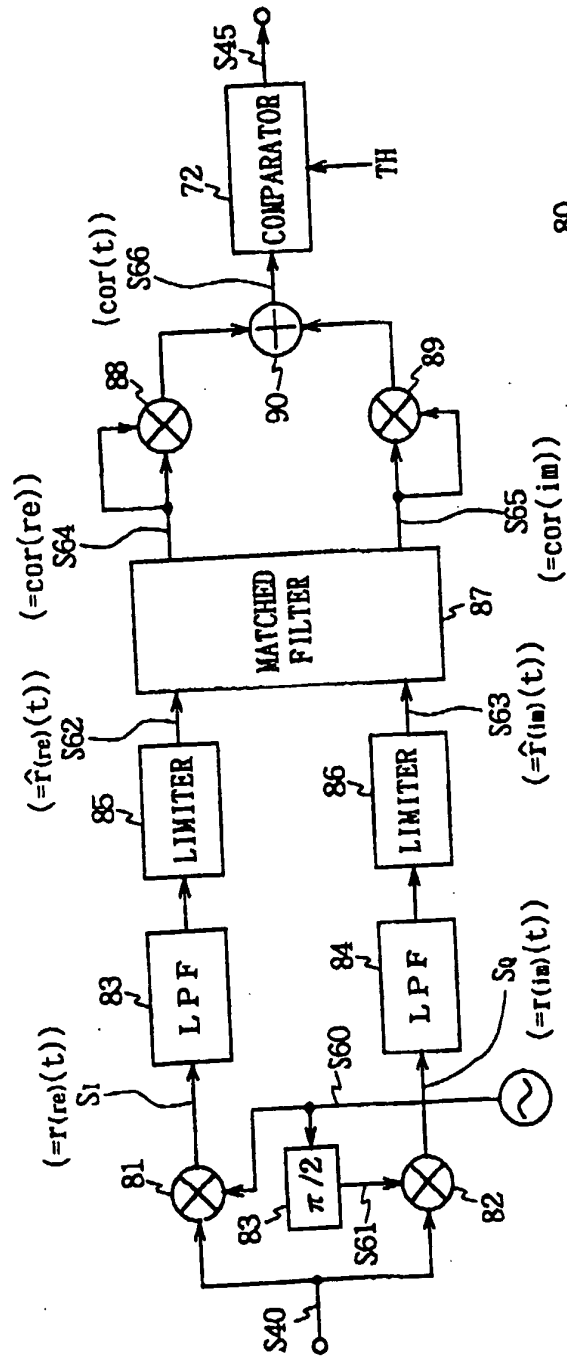 S40
81
(=r(re)(t))
SI
83
LPF
85
LIMITER
(=r̂(re)(t))
S62
π/2
83
S61
S60
82
SQ
(=r(im)(t))
84
LPF
86
LIMITER
S63
(=r̂(im)(t))
MATCHED
FILTER
87
(=cor(re))
S64
88
S65
(=cor(im))
89
90
(cor(t))
S66
72
COMPARATOR
TH
S45
80